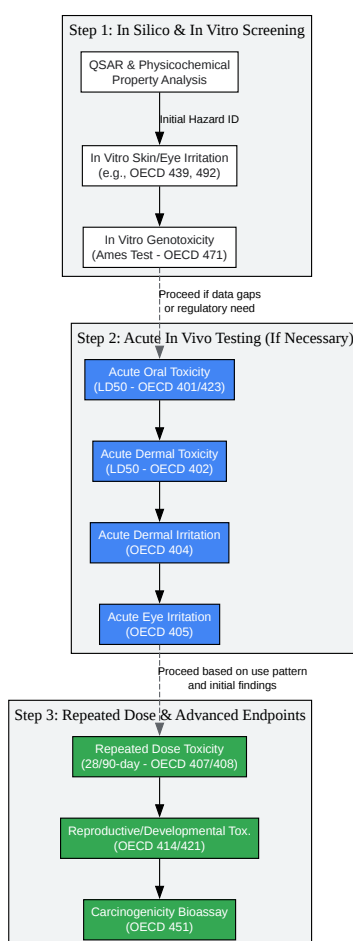 Step 1: In Silico & In Vitro Screening
QSAR & Physicochemical
Property Analysis
Initial Hazard ID
In Vitro Skin/Eye Irritation
(e.g., OECD 439, 492)
In Vitro Genotoxicity
(Ames Test - OECD 471)
Proceed if data gaps
or regulatory need
Step 2: Acute In Vivo Testing (If Necessary)
Acute Oral Toxicity
(LD50 - OECD 401/423)
Acute Dermal Toxicity
(LD50 - OECD 402)
Acute Dermal Irritation
(OECD 404)
Acute Eye Irritation
(OECD 405)
Proceed based on use pattern
and initial findings
Step 3: Repeated Dose & Advanced Endpoints
Repeated Dose Toxicity
(28/90-day - OECD 407/408)
Reproductive/Developmental Tox.
(OECD 414/421)
Carcinogenicity Bioassay
(OECD 451)